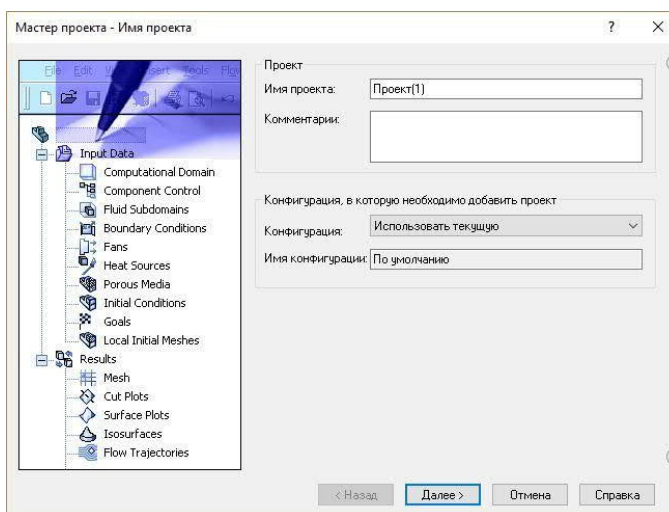 Мастер проекта - Имя проекта
File Edit View Insert Tools Flow
Input Data
Computational Domain
Component Control
Fluid Subdomains
Boundary Conditions
Fans
Heat Sources
Porous Media
Initial Conditions
Goals
Local Initial Meshes
Results
Mesh
Cut Plots
Surface Plots
Isosurfaces
Flow Trajectories
Проект
Имя проекта: Проект(1)
Комментарии:
Конфигурация, в которую необходимо добавить проект
Конфигурация: Использовать текущую
Имя конфигурации: По умолчанию
< Назад Далее > Отмена Справка